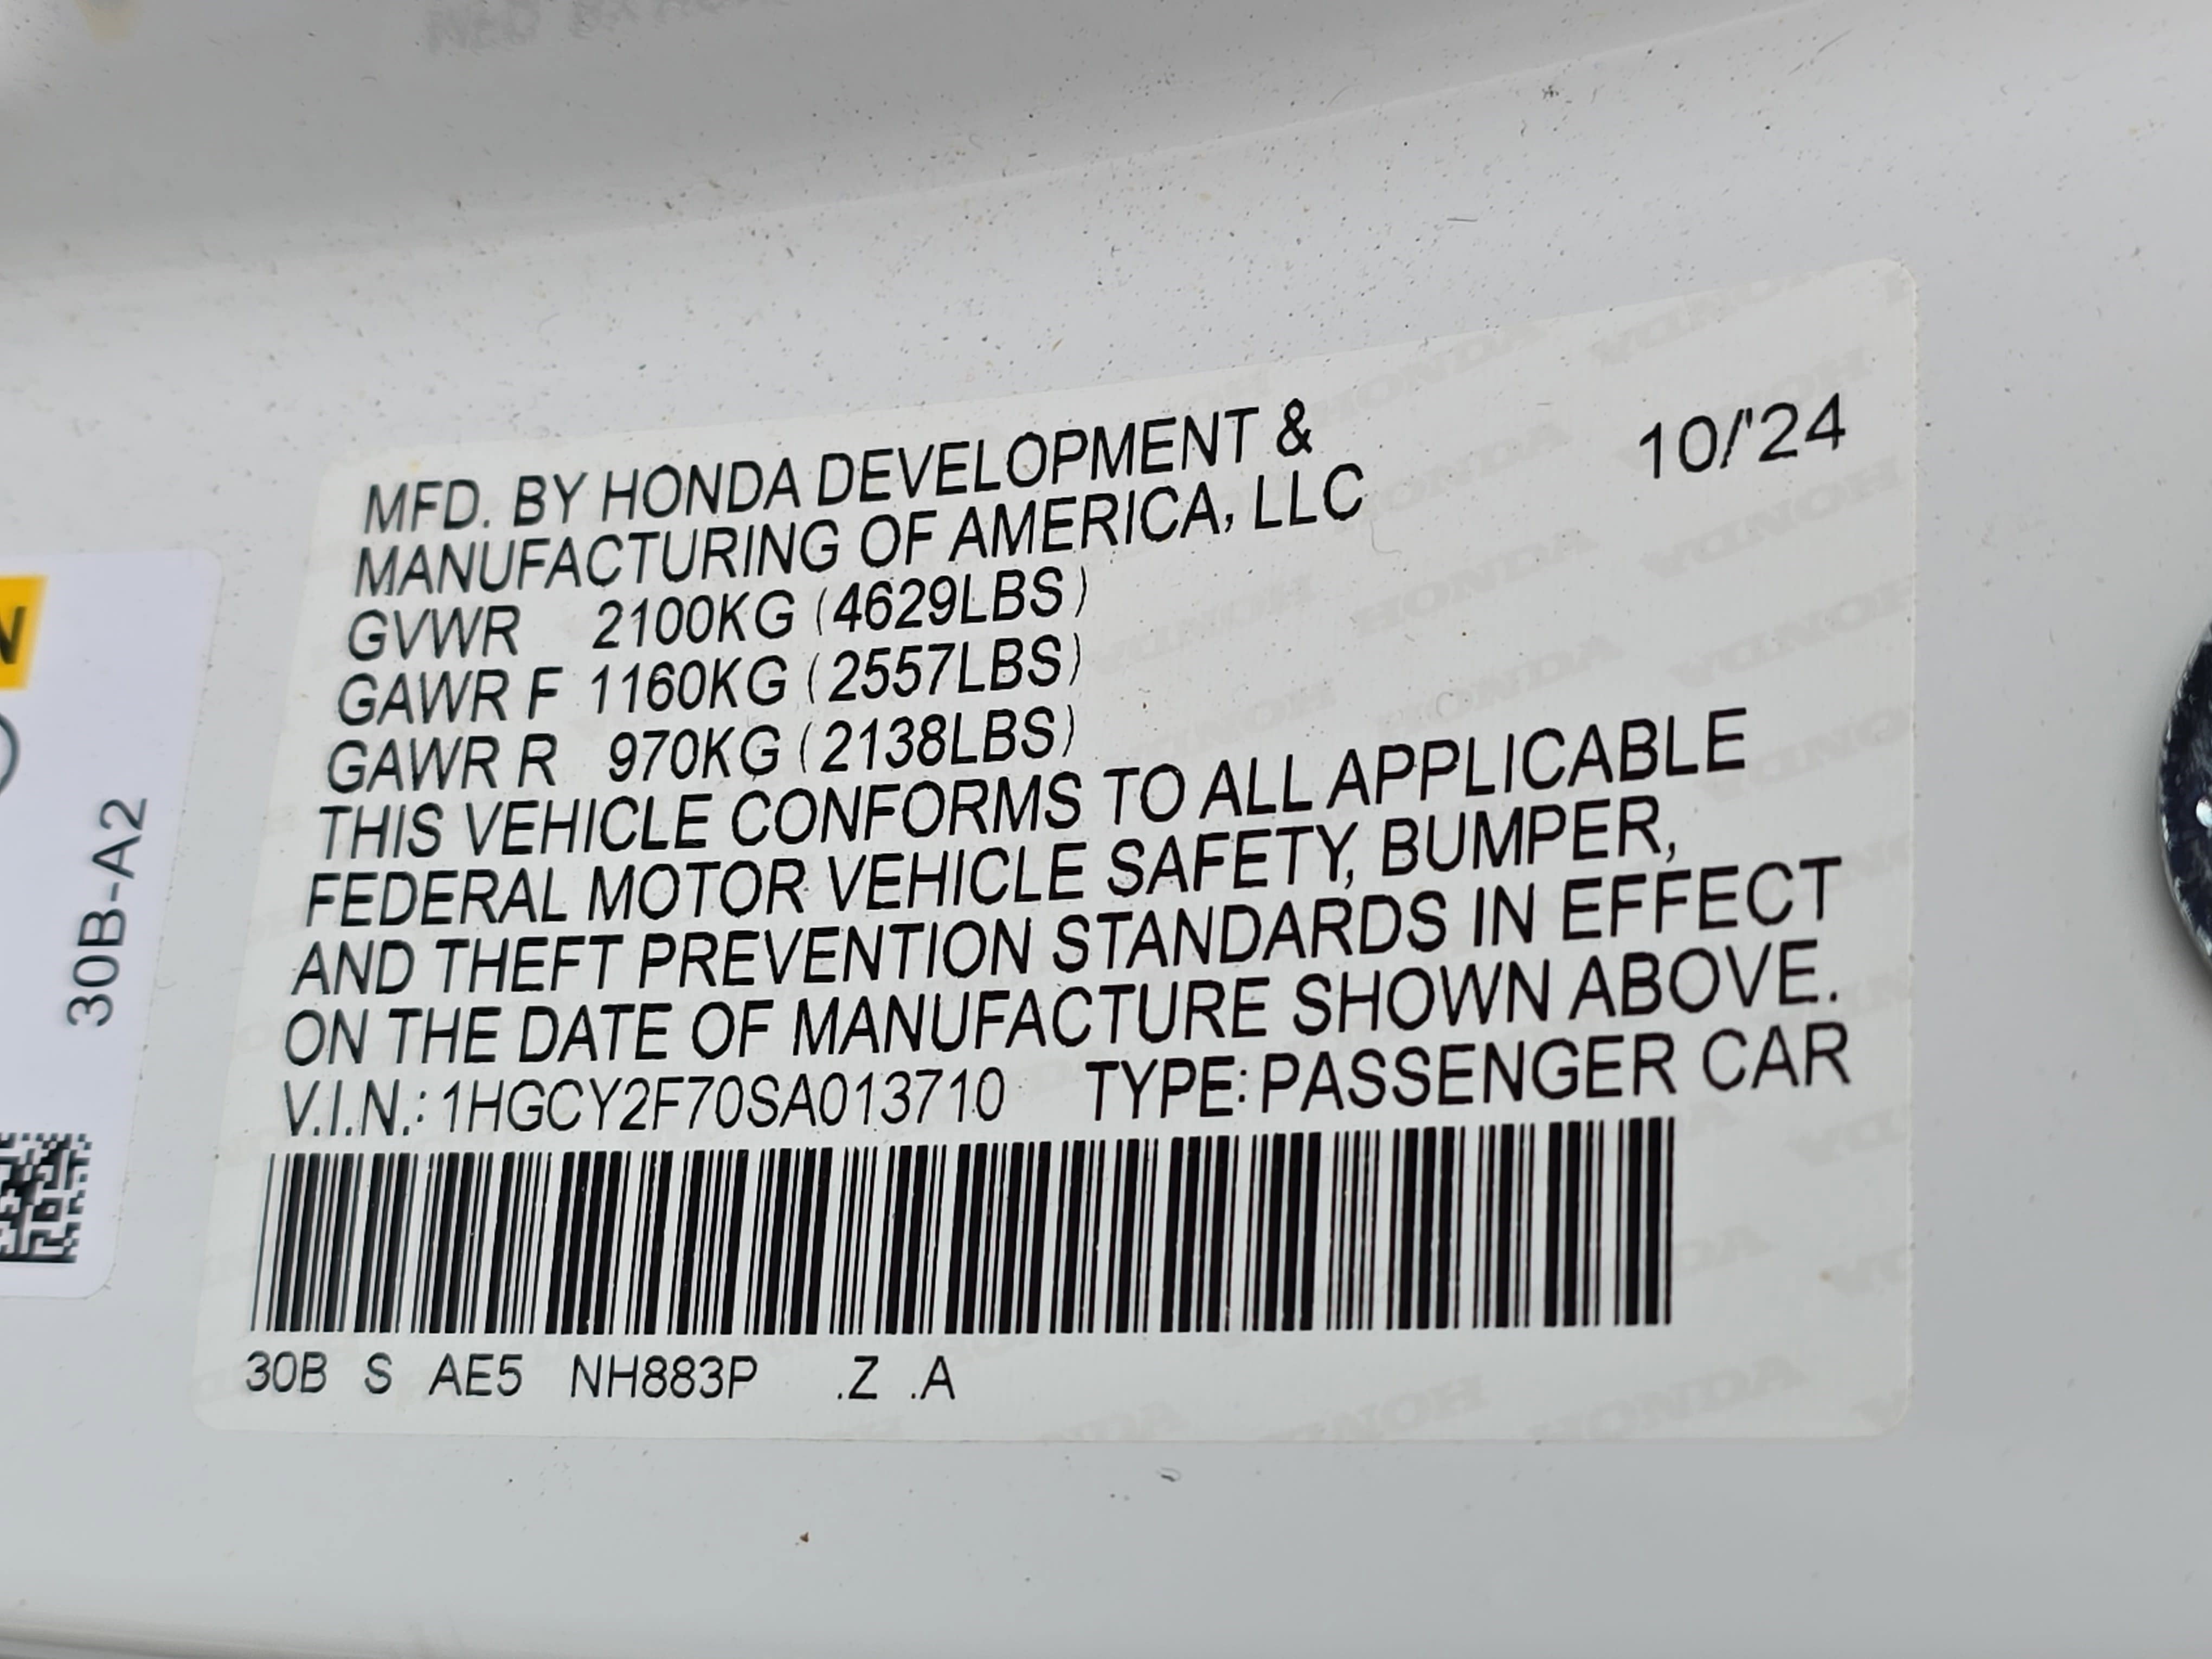 MFD. BY HONDA DEVELOPMENT &
MANUFACTURING OF AMERICA, LLC
10/'24
GVWR 2100KG (4629LBS)
GAWR F 1160KG (2557LBS)
GAWR R 970KG (2138LBS)
THIS VEHICLE CONFORMS TO ALL APPLICABLE
FEDERAL MOTOR VEHICLE SAFETY, BUMPER,
AND THEFT PREVENTION STANDARDS IN EFFECT
ON THE DATE OF MANUFACTURE SHOWN ABOVE.
V.I.N.: 1HGCY2F70SA013710 TYPE: PASSENGER CAR
30B S AE5 NH883P .Z .A
30B-A2
HONDA